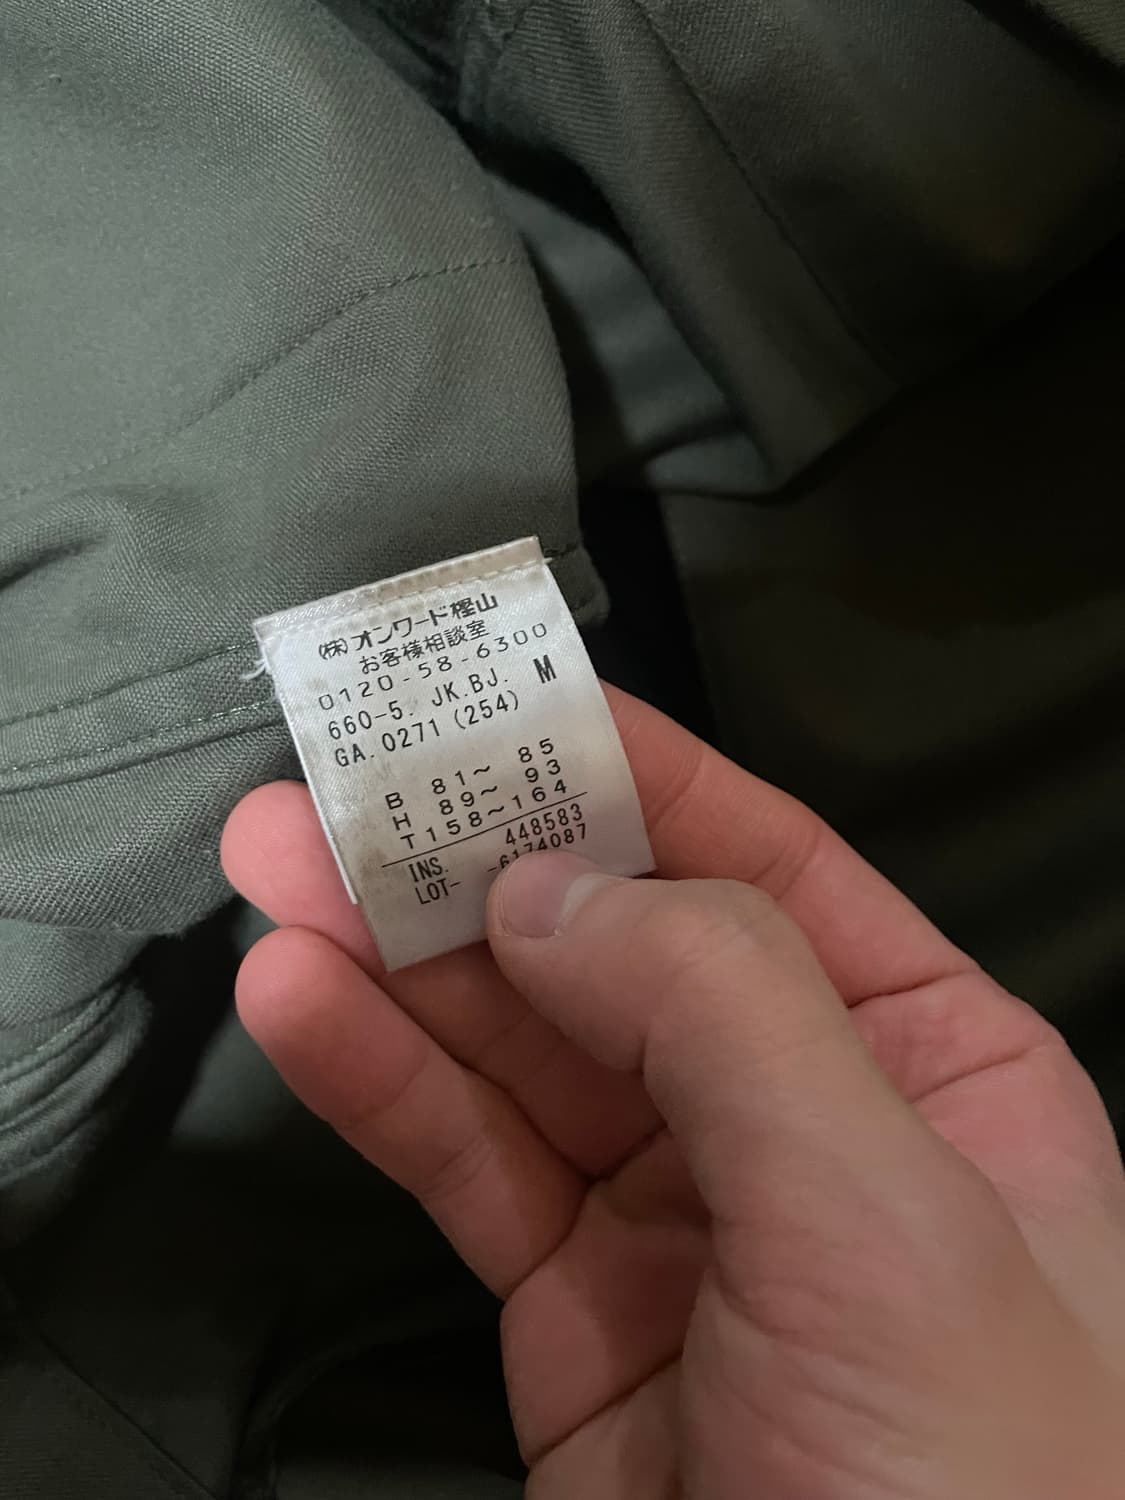 (株)オンワード樫山
お客様相談室
0120-58-6300
660-5. JK.BJ. M
GA.0271(254)
B 81~ 85
H 89~ 93
T158~164
INS. 448583
LOT- -6174087